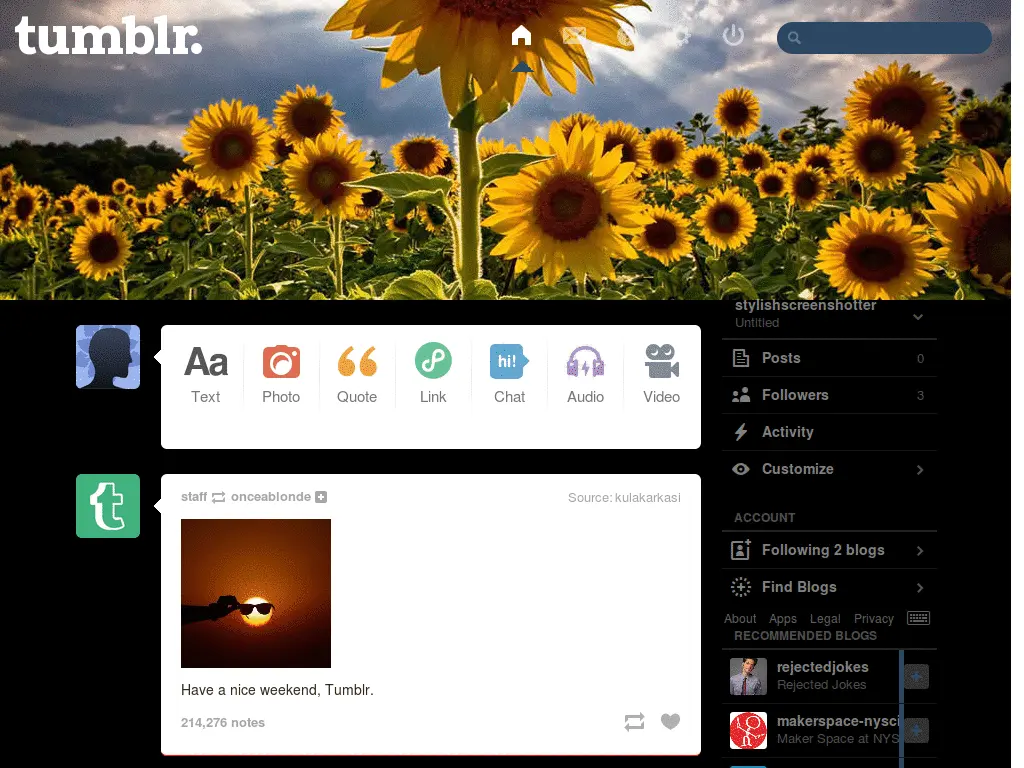 tumblr.
stylishscreenshotter
Untitled
Aa
hi!
Text
Photo
Quote
Link
Chat
Audio
Video
Posts 0
Followers 3
Activity
Customize
staff onceablonde
Source: kulakarkasi
t
Have a nice weekend, Tumblr.
214,276 notes
ACCOUNT
Following 2 blogs
Find Blogs
About Apps Legal Privacy
RECOMMENDED BLOGS
rejectedjokes
Rejected Jokes
makerspace-nysci
Maker Space at NYS